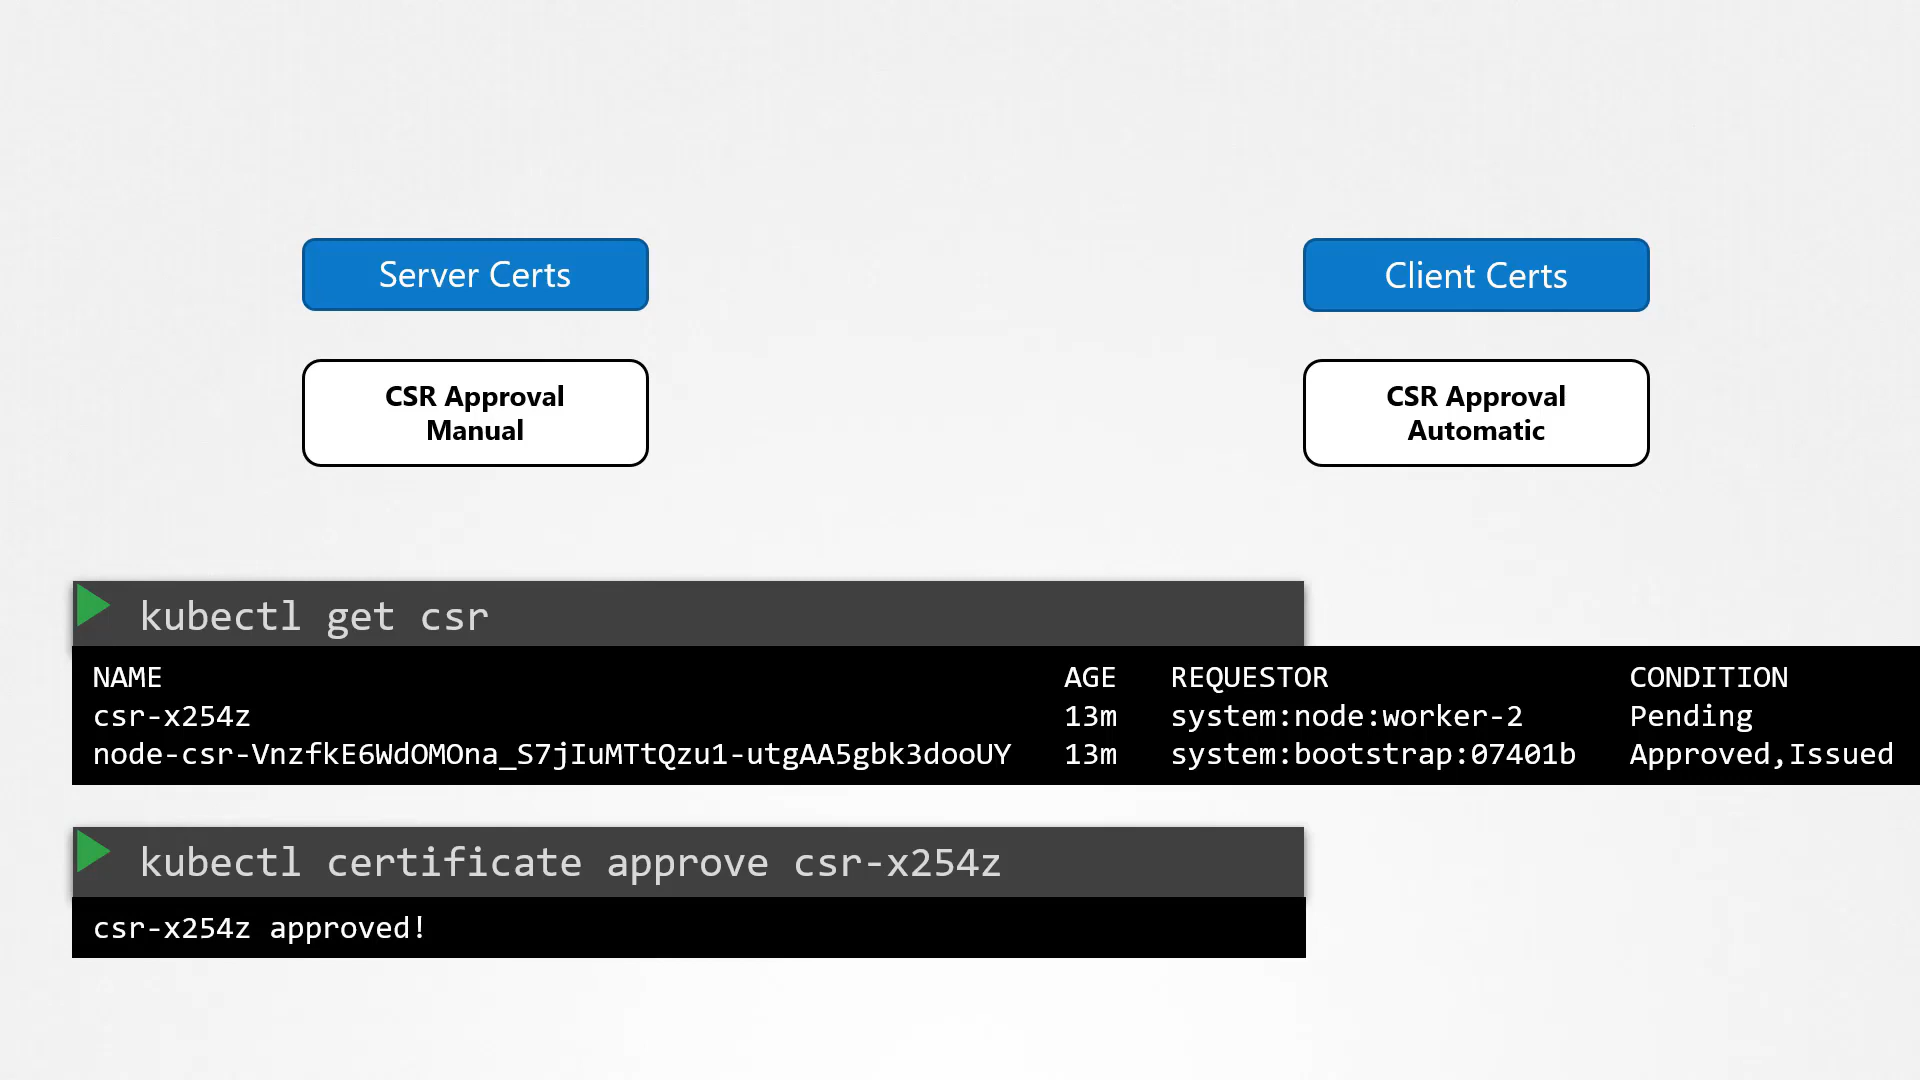 Server Certs
Client Certs
CSR Approval
Manual
CSR Approval
Automatic
kubectl get csr
NAME AGE REQUESTOR CONDITION
csr-x254z 13m system:node:worker-2 Pending
node-csr-VnzfkE6WdOMOna_S7jIuMTtQzu1-utgAA5gbk3dooUY 13m system:bootstrap:07401b Approved,Issued
kubectl certificate approve csr-x254z
csr-x254z approved!